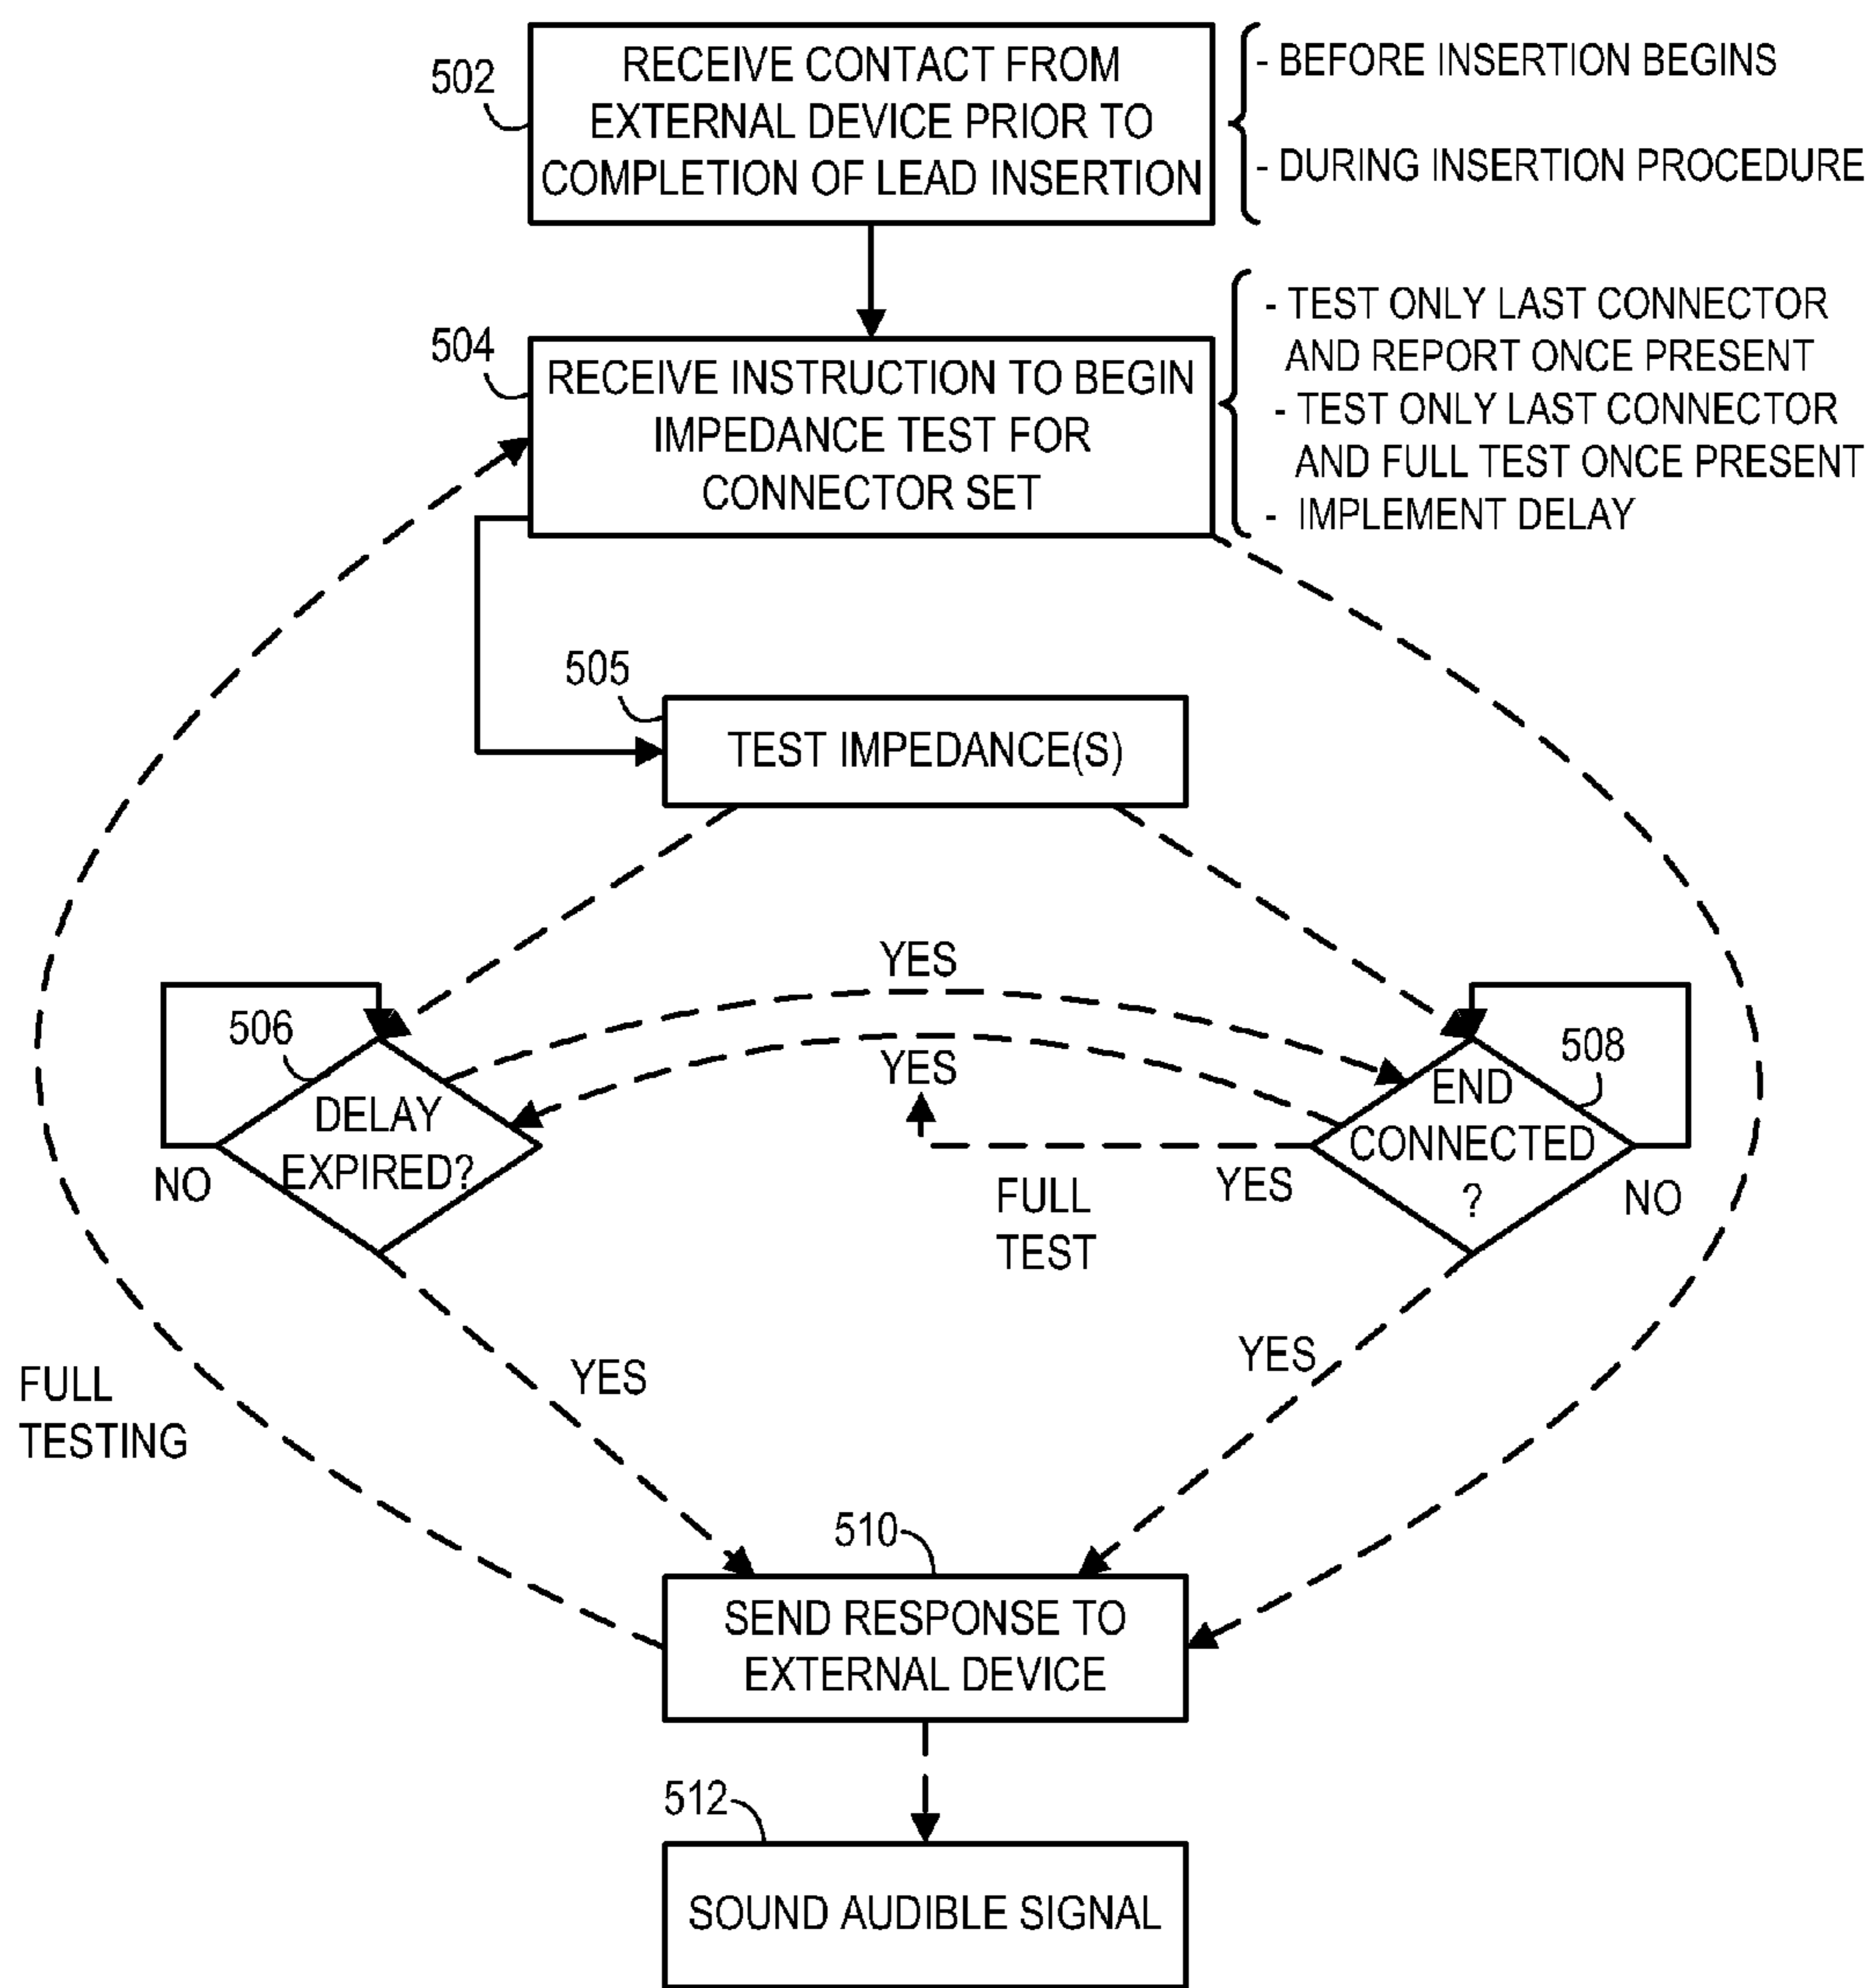 502
RECEIVE CONTACT FROM
EXTERNAL DEVICE PRIOR TO
COMPLETION OF LEAD INSERTION
- BEFORE INSERTION BEGINS
- DURING INSERTION PROCEDURE
504
RECEIVE INSTRUCTION TO BEGIN
IMPEDANCE TEST FOR
CONNECTOR SET
- TEST ONLY LAST CONNECTOR
AND REPORT ONCE PRESENT
- TEST ONLY LAST CONNECTOR
AND FULL TEST ONCE PRESENT
- IMPLEMENT DELAY
505
TEST IMPEDANCE(S)
YES
YES
506
DELAY
EXPIRED?
NO
508
END
CONNECTED
?
YES
NO
FULL
TEST
YES
YES
FULL
TESTING
510
SEND RESPONSE TO
EXTERNAL DEVICE
512
SOUND AUDIBLE SIGNAL